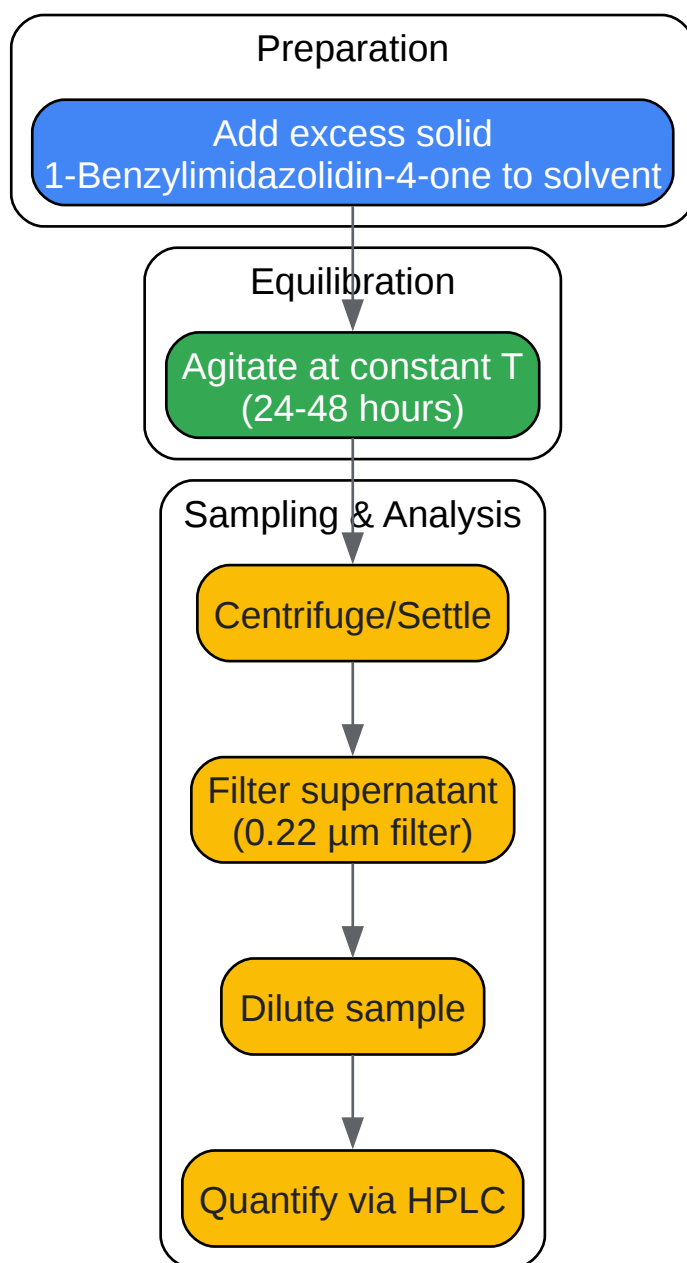 Preparation
Add excess solid
1-Benzylimidazolidin-4-one to solvent
Equilibration
Agitate at constant T
(24-48 hours)
Sampling & Analysis
Centrifuge/Settle
Filter supernatant
(0.22 µm filter)
Dilute sample
Quantify via HPLC